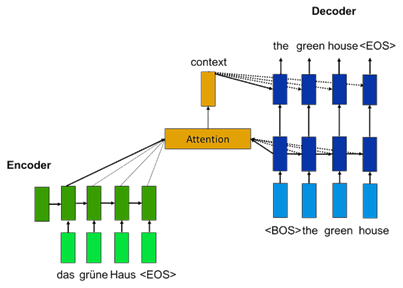 Decoder
the green house <EOS>
context
Attention
Encoder
<BOS> the green house
das grüne Haus <EOS>